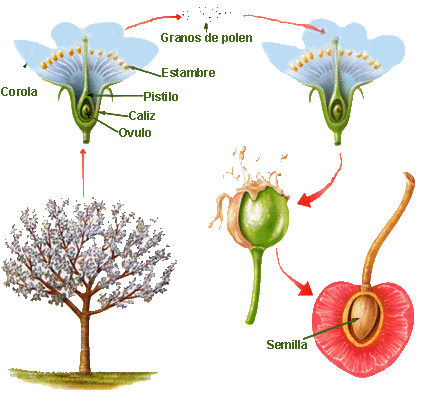 Granos de polen
Estambre
Corola
Pistilo
Caliz
Ovulo
Semilla